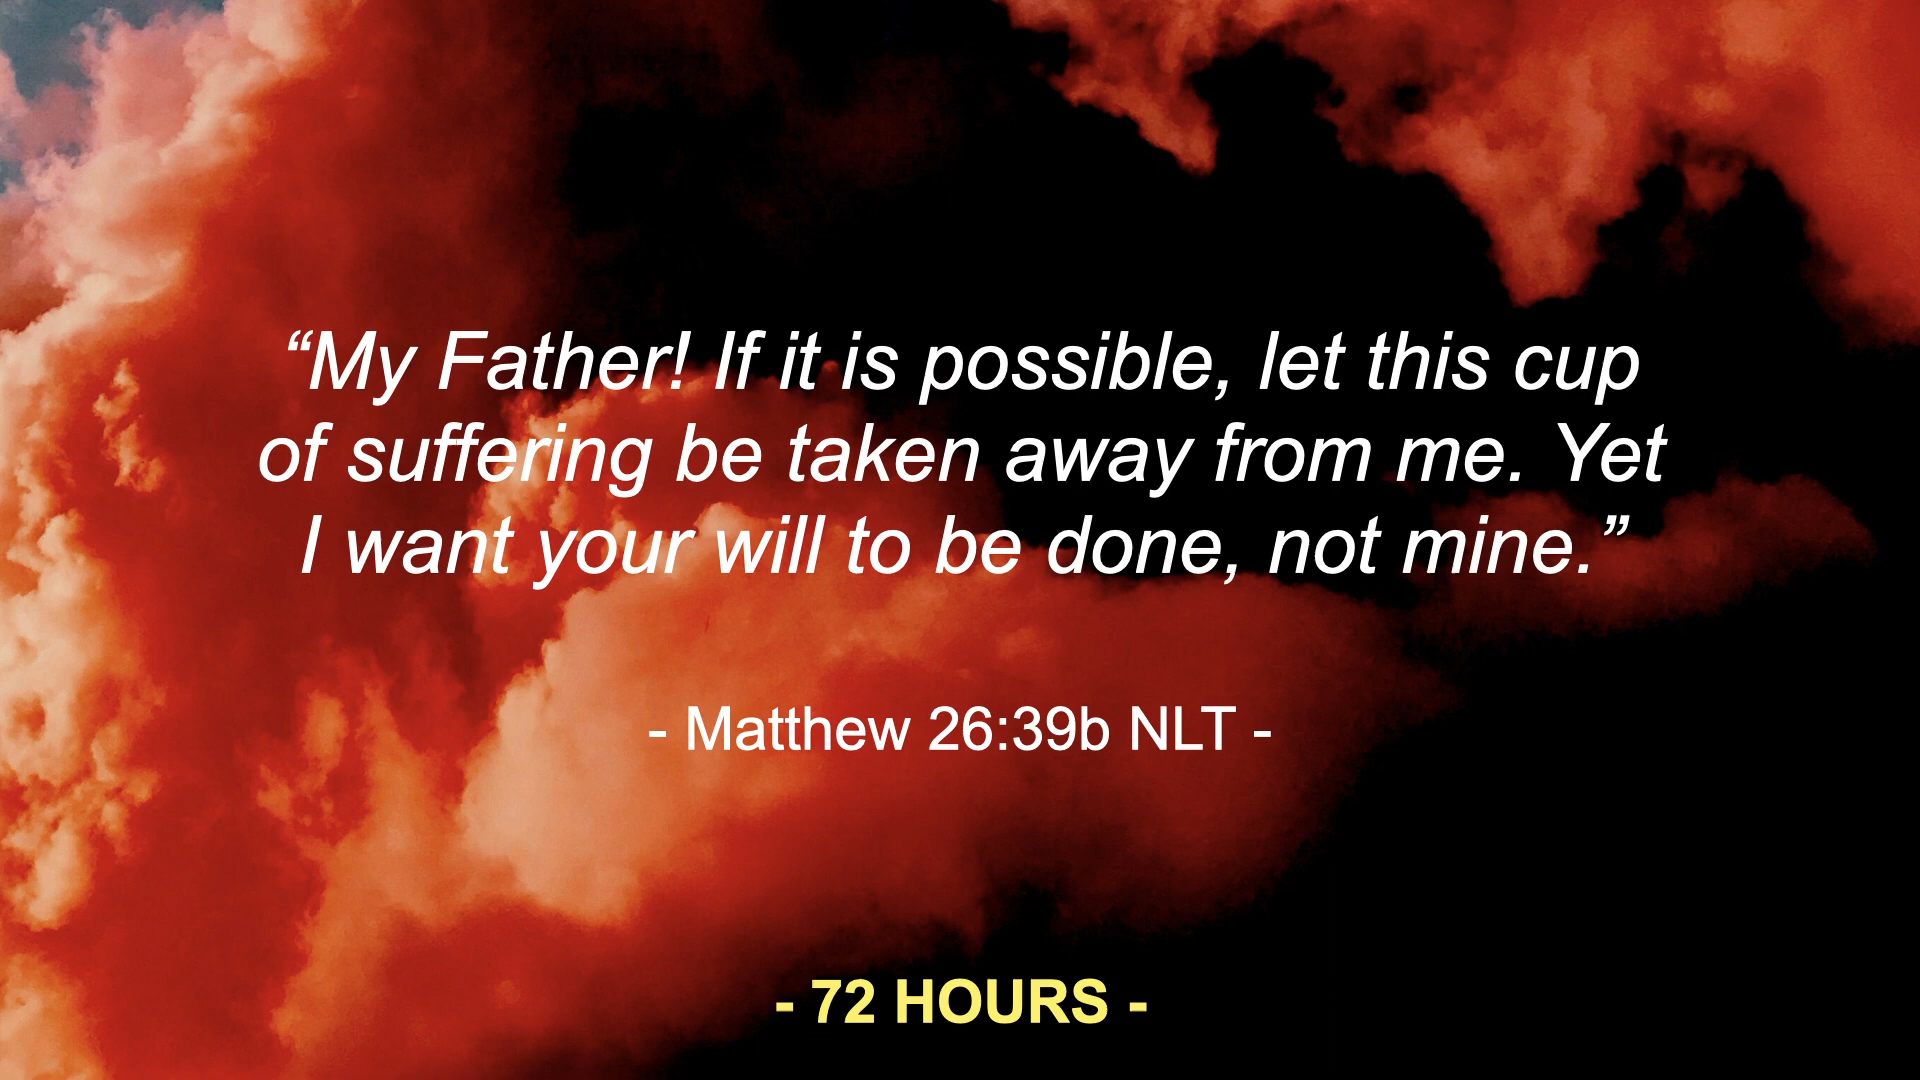 “My Father! If it is possible, let this cup
of suffering be taken away from me. Yet
I want your will to be done, not mine.”
- Matthew 26:39b NLT -
- 72 HOURS -